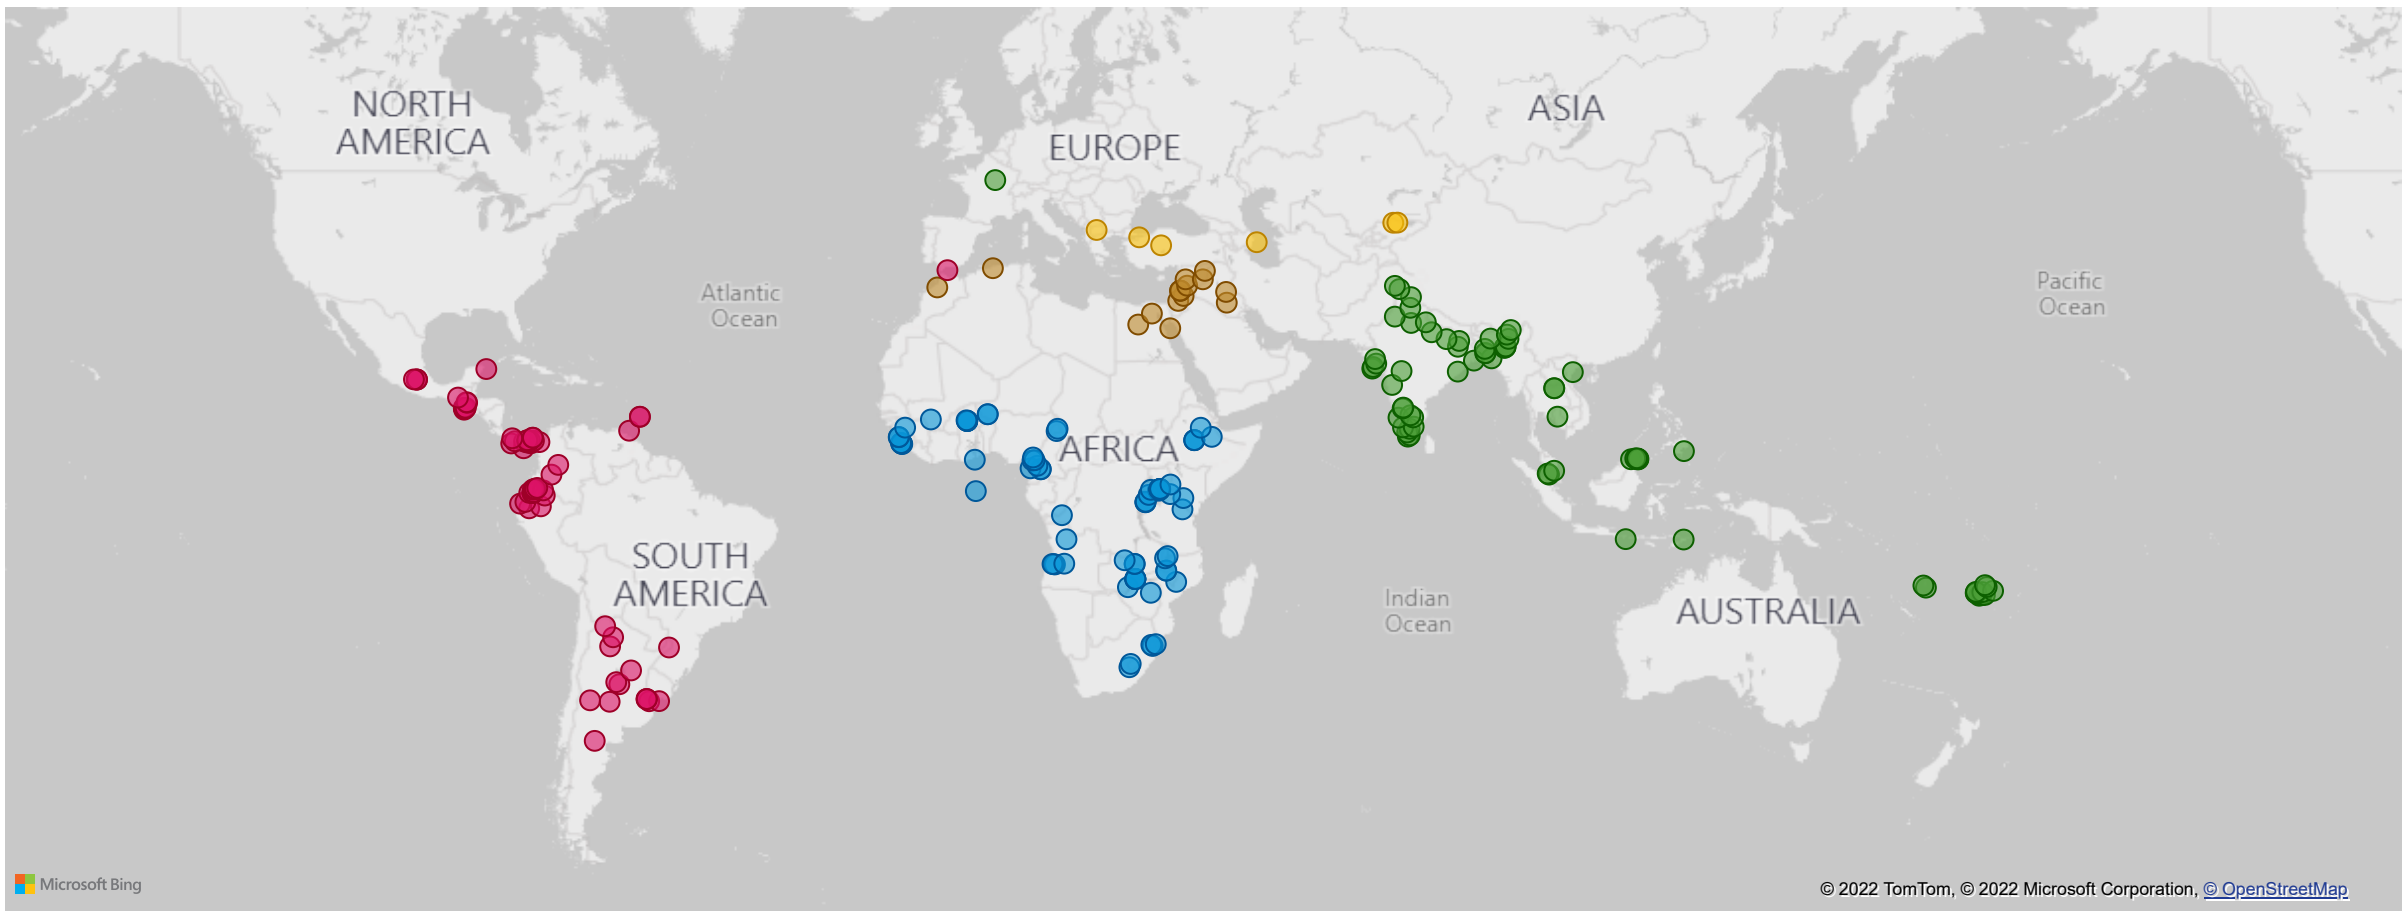 NORTH
AMERICA
ASIA
EUROPE
Atlantic
Ocean
Pacific
Ocean
AFRICA
SOUTH
AMERICA
Indian
Ocean
AUSTRALIA
Microsoft Bing
© 2022 TomTom, © 2022 Microsoft Corporation, © OpenStreetMap